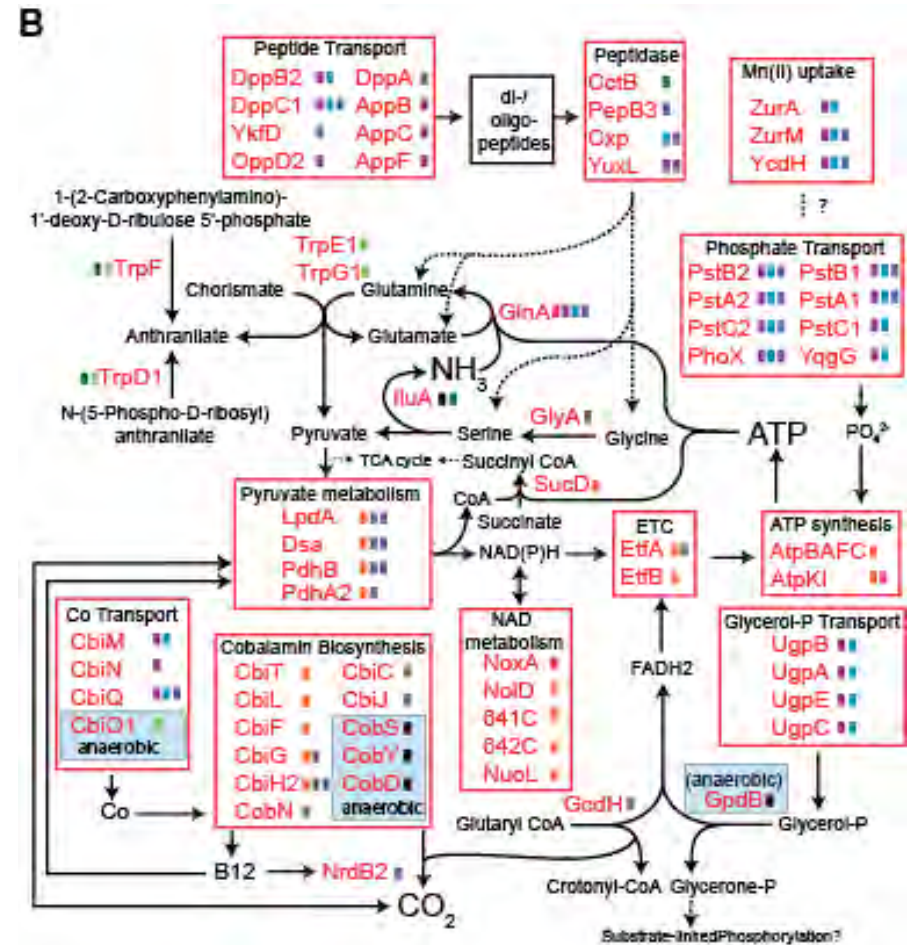 B
Peptide Transport
DppB2 DppA
DppC1 AppB
YkfD AppC
OppD2 AppF
di-/
oligo-
peptides
Peptidase
CctB
PepB3
Cxp
YuxL
Mn(II) uptake
ZurA
ZurM
YcdH
?
1-(2-Carboxyphenylamino)-
1'-deoxy-D-ribulose 5'-phosphate
TrpF
TrpE1
TrpG1
Chorismate
Glutamine
Anthranilate
Glutamate
GlnA
NH3
TrpD1
N-(5-Phospho-D-ribosyl)
anthranilate
IluA
GlyA
Pyruvate
Serine
Glycine
ATP
PO4
Phosphate Transport
PstB2 PstB1
PstA2 PstA1
PstC2 PstC1
PhoX YqgG
TCA cycle
Succinyl CoA
SucD
CoA
Succinate
NAD(P)H
Pyruvate metabolism
LpdA
Dsa
PdhB
PdhA2
ETC
EtfA
EtfB
ATP synthesis
AtpBAFC
AtpKI
Co Transport
CbiM
CbiN
CbiQ
CbiO1
anaerobic
Cobalamin Biosynthesis
CbiT CbiC
CbiL CbiJ
CbiF CobS
CbiG CobY
CbiH2 CobD
CobN anaerobic
NAD
metabolism
NoxA
NolD
641C
642C
NuoL
FADH2
Glycerol-P Transport
UgpB
UgpA
UgpE
UgpC
Co
GcdH
Glutaryl CoA
(anaerobic)
GpdB
Glycerol-P
B12
NrdB2
CO2
Crotonyl-CoA
Glycerone-P
Substrate-linkedPhosphorylation?